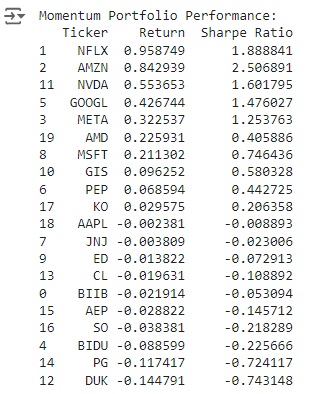 Momentum Portfolio Performance:
Ticker Return Sharpe Ratio
1 NFLX 0.958749 1.888841
2 AMZN 0.842939 2.506891
11 NVDA 0.553653 1.601795
5 GOOGL 0.426744 1.476027
3 META 0.322537 1.253763
19 AMD 0.225931 0.405886
8 MSFT 0.211302 0.746436
10 GIS 0.096252 0.580328
6 PEP 0.068594 0.442725
17 KO 0.029575 0.206358
18 AAPL -0.002381 -0.008893
7 JNJ -0.003809 -0.023006
9 ED -0.013822 -0.072913
13 CL -0.019631 -0.108892
0 BIIB -0.021914 -0.053094
15 AEP -0.028822 -0.145712
16 SO -0.038381 -0.218289
4 BIDU -0.088599 -0.225666
14 PG -0.117417 -0.724117
12 DUK -0.144791 -0.743148